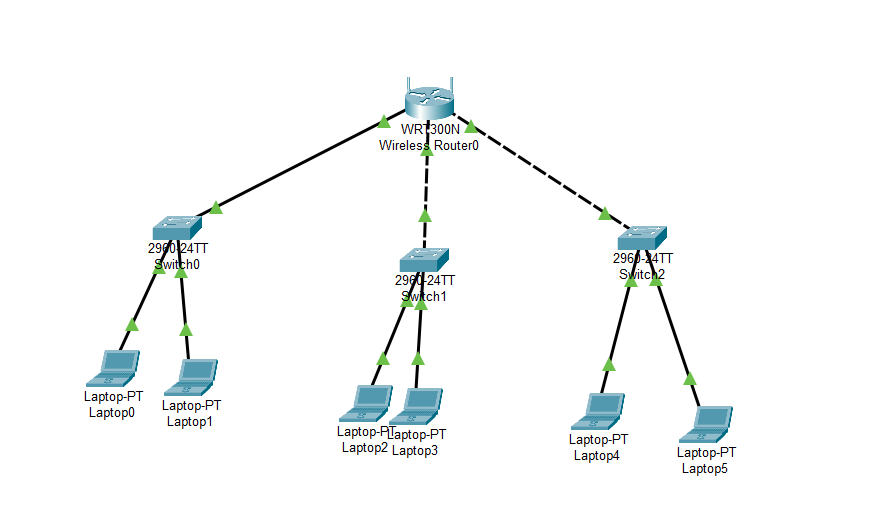 WRT300N
Wireless Router0
2960-24TT
Switch0
2960-24TT
Switch1
2960-24TT
Switch2
Laptop-PT
Laptop0
Laptop-PT
Laptop1
Laptop-PT
Laptop2
Laptop-PT
Laptop3
Laptop-PT
Laptop4
Laptop-PT
Laptop5